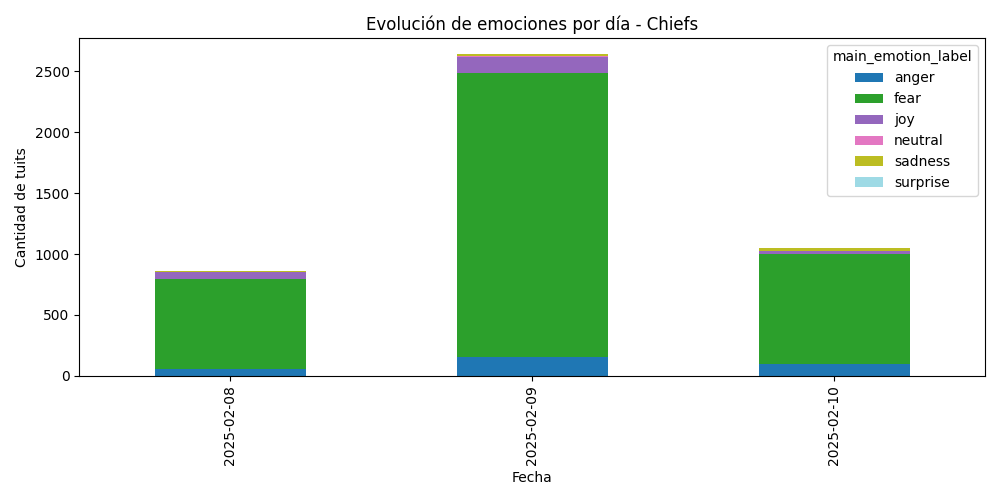 Evolución de emociones por día - Chiefs
Cantidad de tuits
2500
2000
1500
1000
500
0
main_emotion_label
anger
fear
joy
neutral
sadness
surprise
2025-02-08
2025-02-09
2025-02-10
Fecha